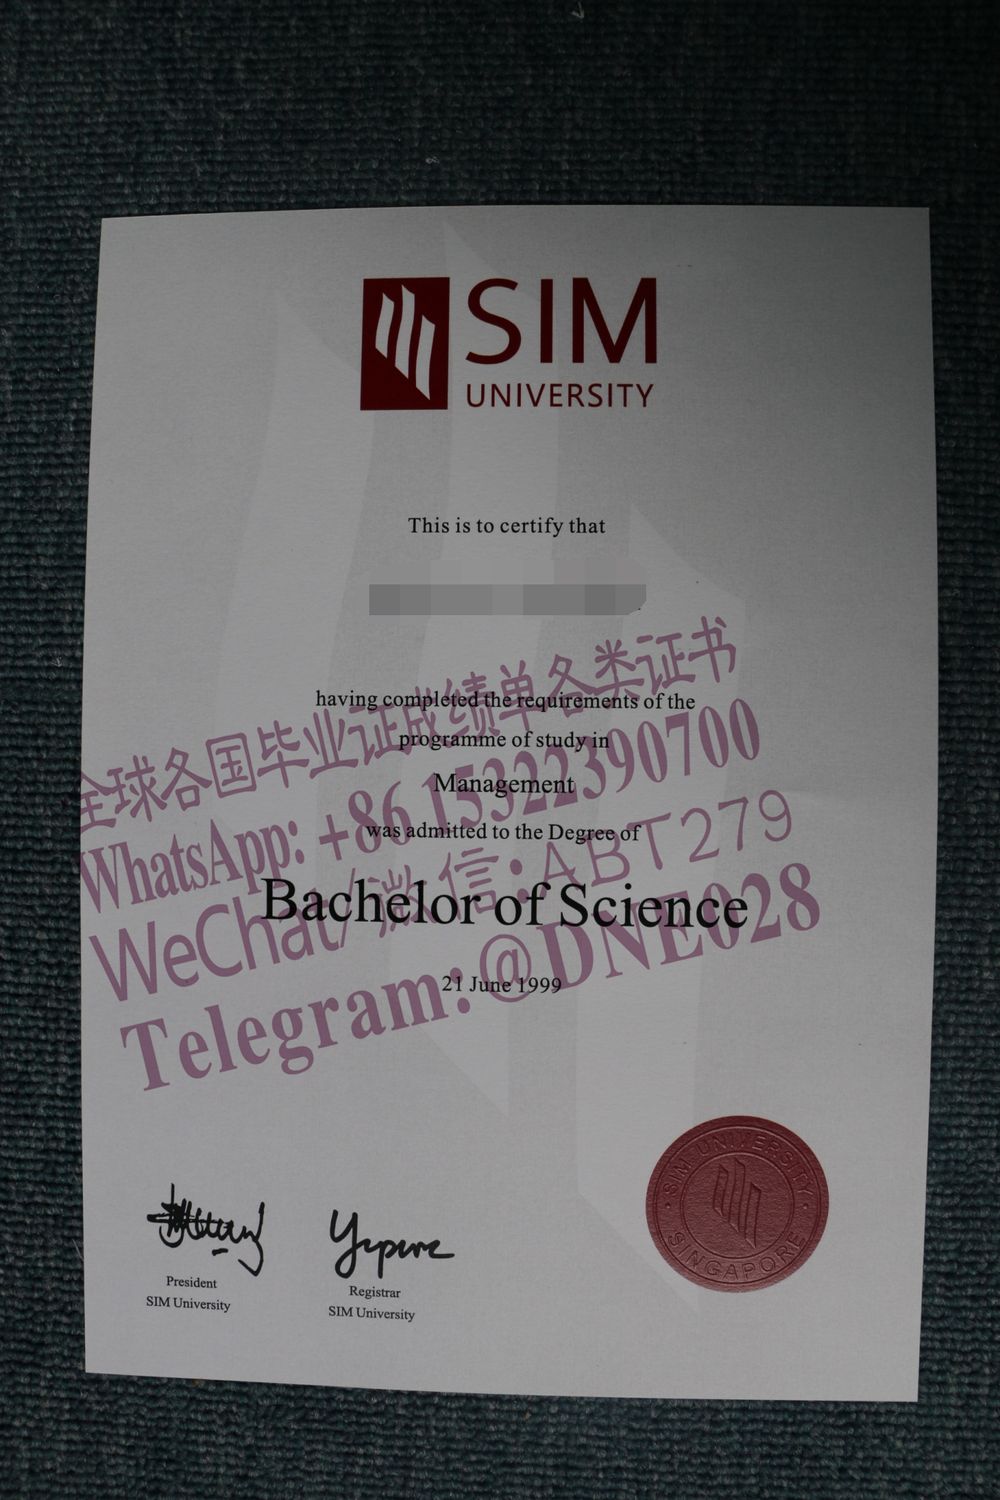 SIM
UNIVERSITY
This is to certify that
having completed the requirements of the
programme of study in
Management
was admitted to the Degree of
Bachelor of Science
21 June 1999
全球各国毕业证成绩单各类证书
WhatsApp: +86 15322390700
WeChat/微信:ABT279
Telegram:@DNE028
President
SIM University
Registrar
SIM University
SIM UNIVERSITY
SINGAPORE